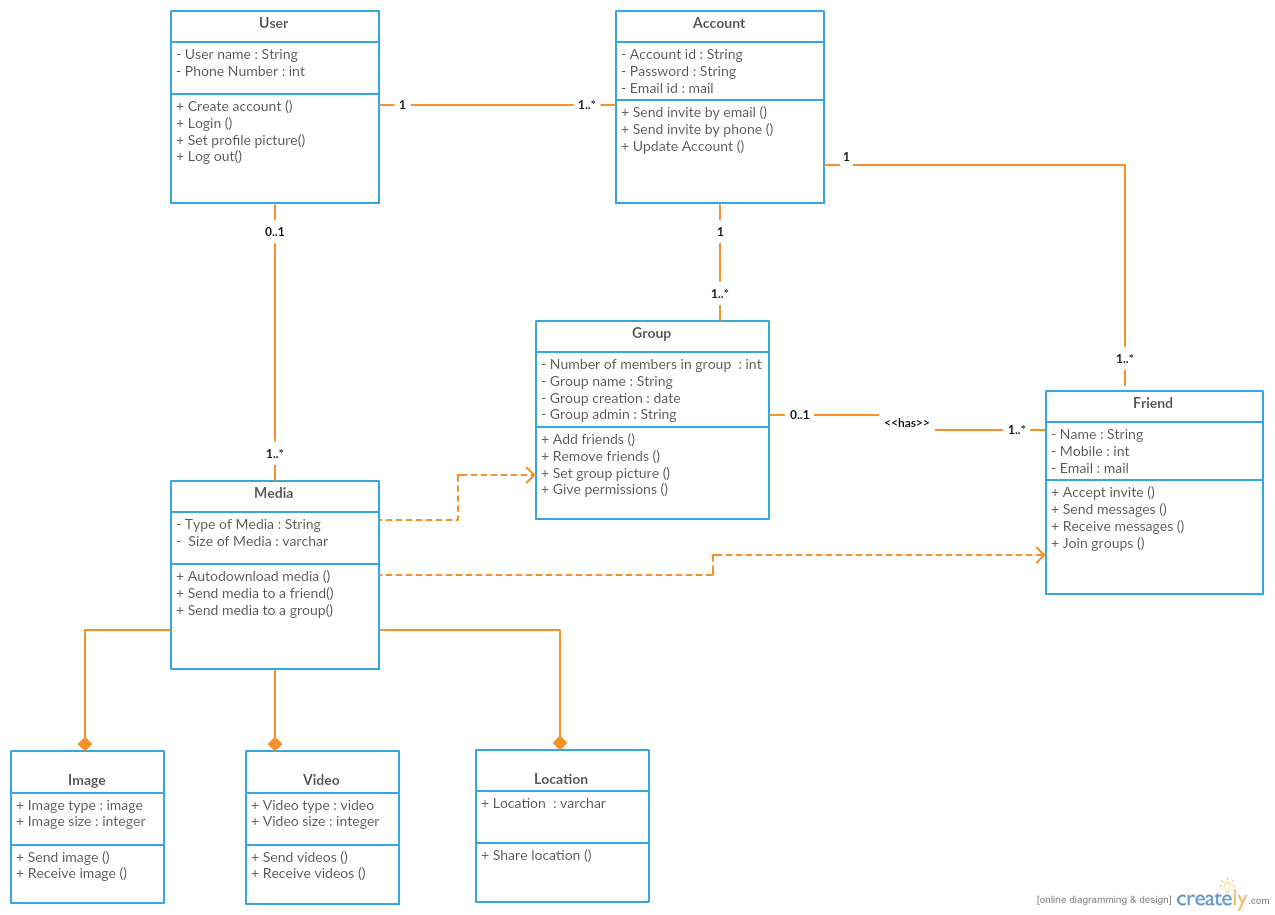 User
- User name : String
- Phone Number : int
+ Create account ()
+ Login ()
+ Set profile picture()
+ Log out()
1
1..*
Account
- Account id : String
- Password : String
- Email id : mail
+ Send invite by email ()
+ Send invite by phone ()
+ Update Account ()
1
0..1
1
1..*
1..*
Group
- Number of members in group : int
- Group name : String
- Group creation : date
- Group admin : String
+ Add friends ()
+ Remove friends ()
+ Set group picture ()
+ Give permissions ()
0..1
<<has>>
1..*
Friend
- Name : String
- Mobile : int
- Email : mail
+ Accept invite ()
+ Send messages ()
+ Receive messages ()
+ Join groups ()
1..*
Media
- Type of Media : String
- Size of Media : varchar
+ Autodownload media ()
+ Send media to a friend()
+ Send media to a group()
Image
+ Image type : image
+ Image size : integer
+ Send image ()
+ Receive image ()
Video
+ Video type : video
+ Video size : integer
+ Send videos ()
+ Receive videos ()
Location
+ Location : varchar
+ Share location ()
[online diagramming & design] creately.com